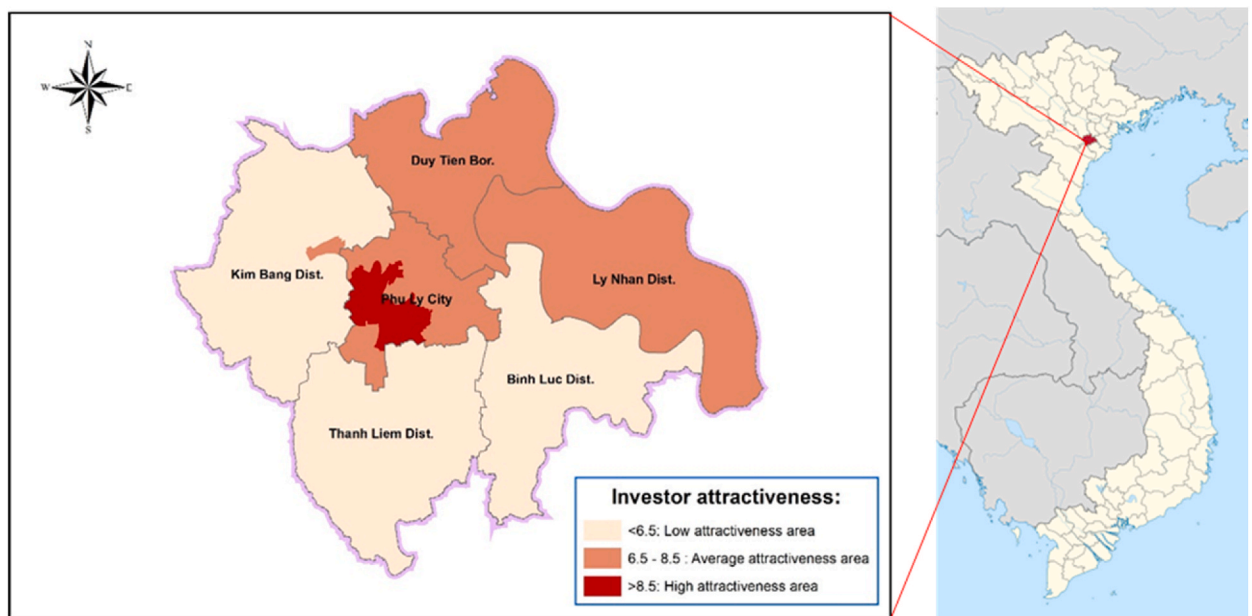 N
W
E
S
Duy Tien Bor.
Kim Bang Dist.
Ly Nhan Dist.
Phu Ly City
Binh Luc Dist.
Thanh Liem Dist.
Investor attractiveness:
<6.5: Low attractiveness area
6.5 - 8.5 : Average attractiveness area
>8.5: High attractiveness area